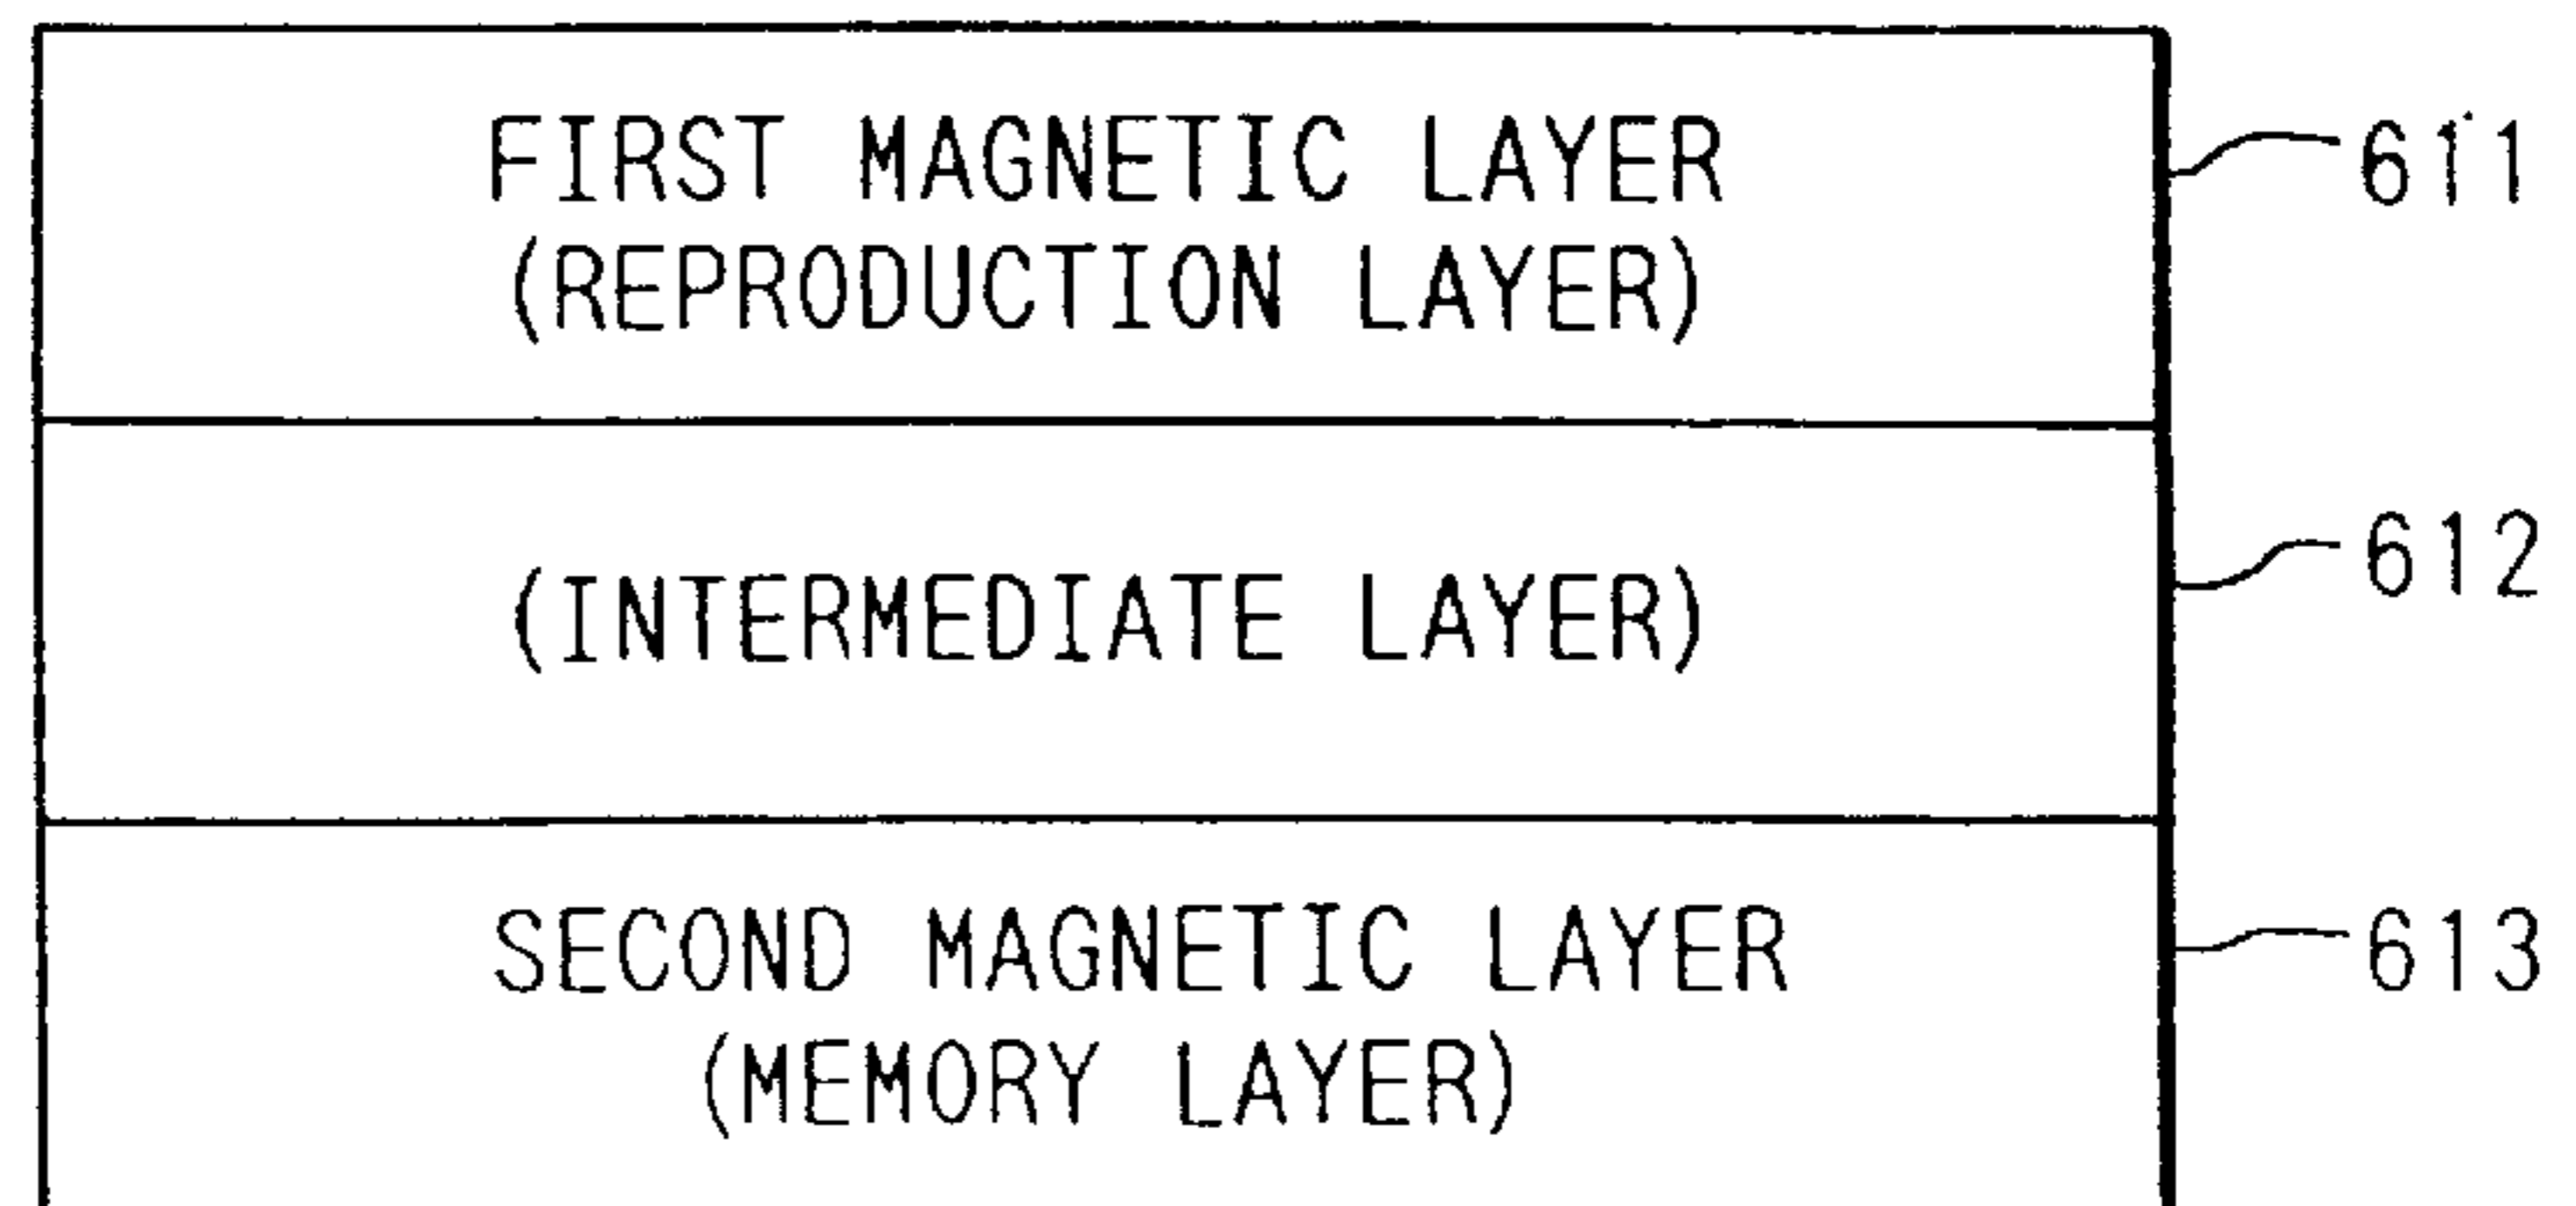 FIRST MAGNETIC LAYER
(REPRODUCTION LAYER)
611
(INTERMEDIATE LAYER)
612
SECOND MAGNETIC LAYER
(MEMORY LAYER)
613